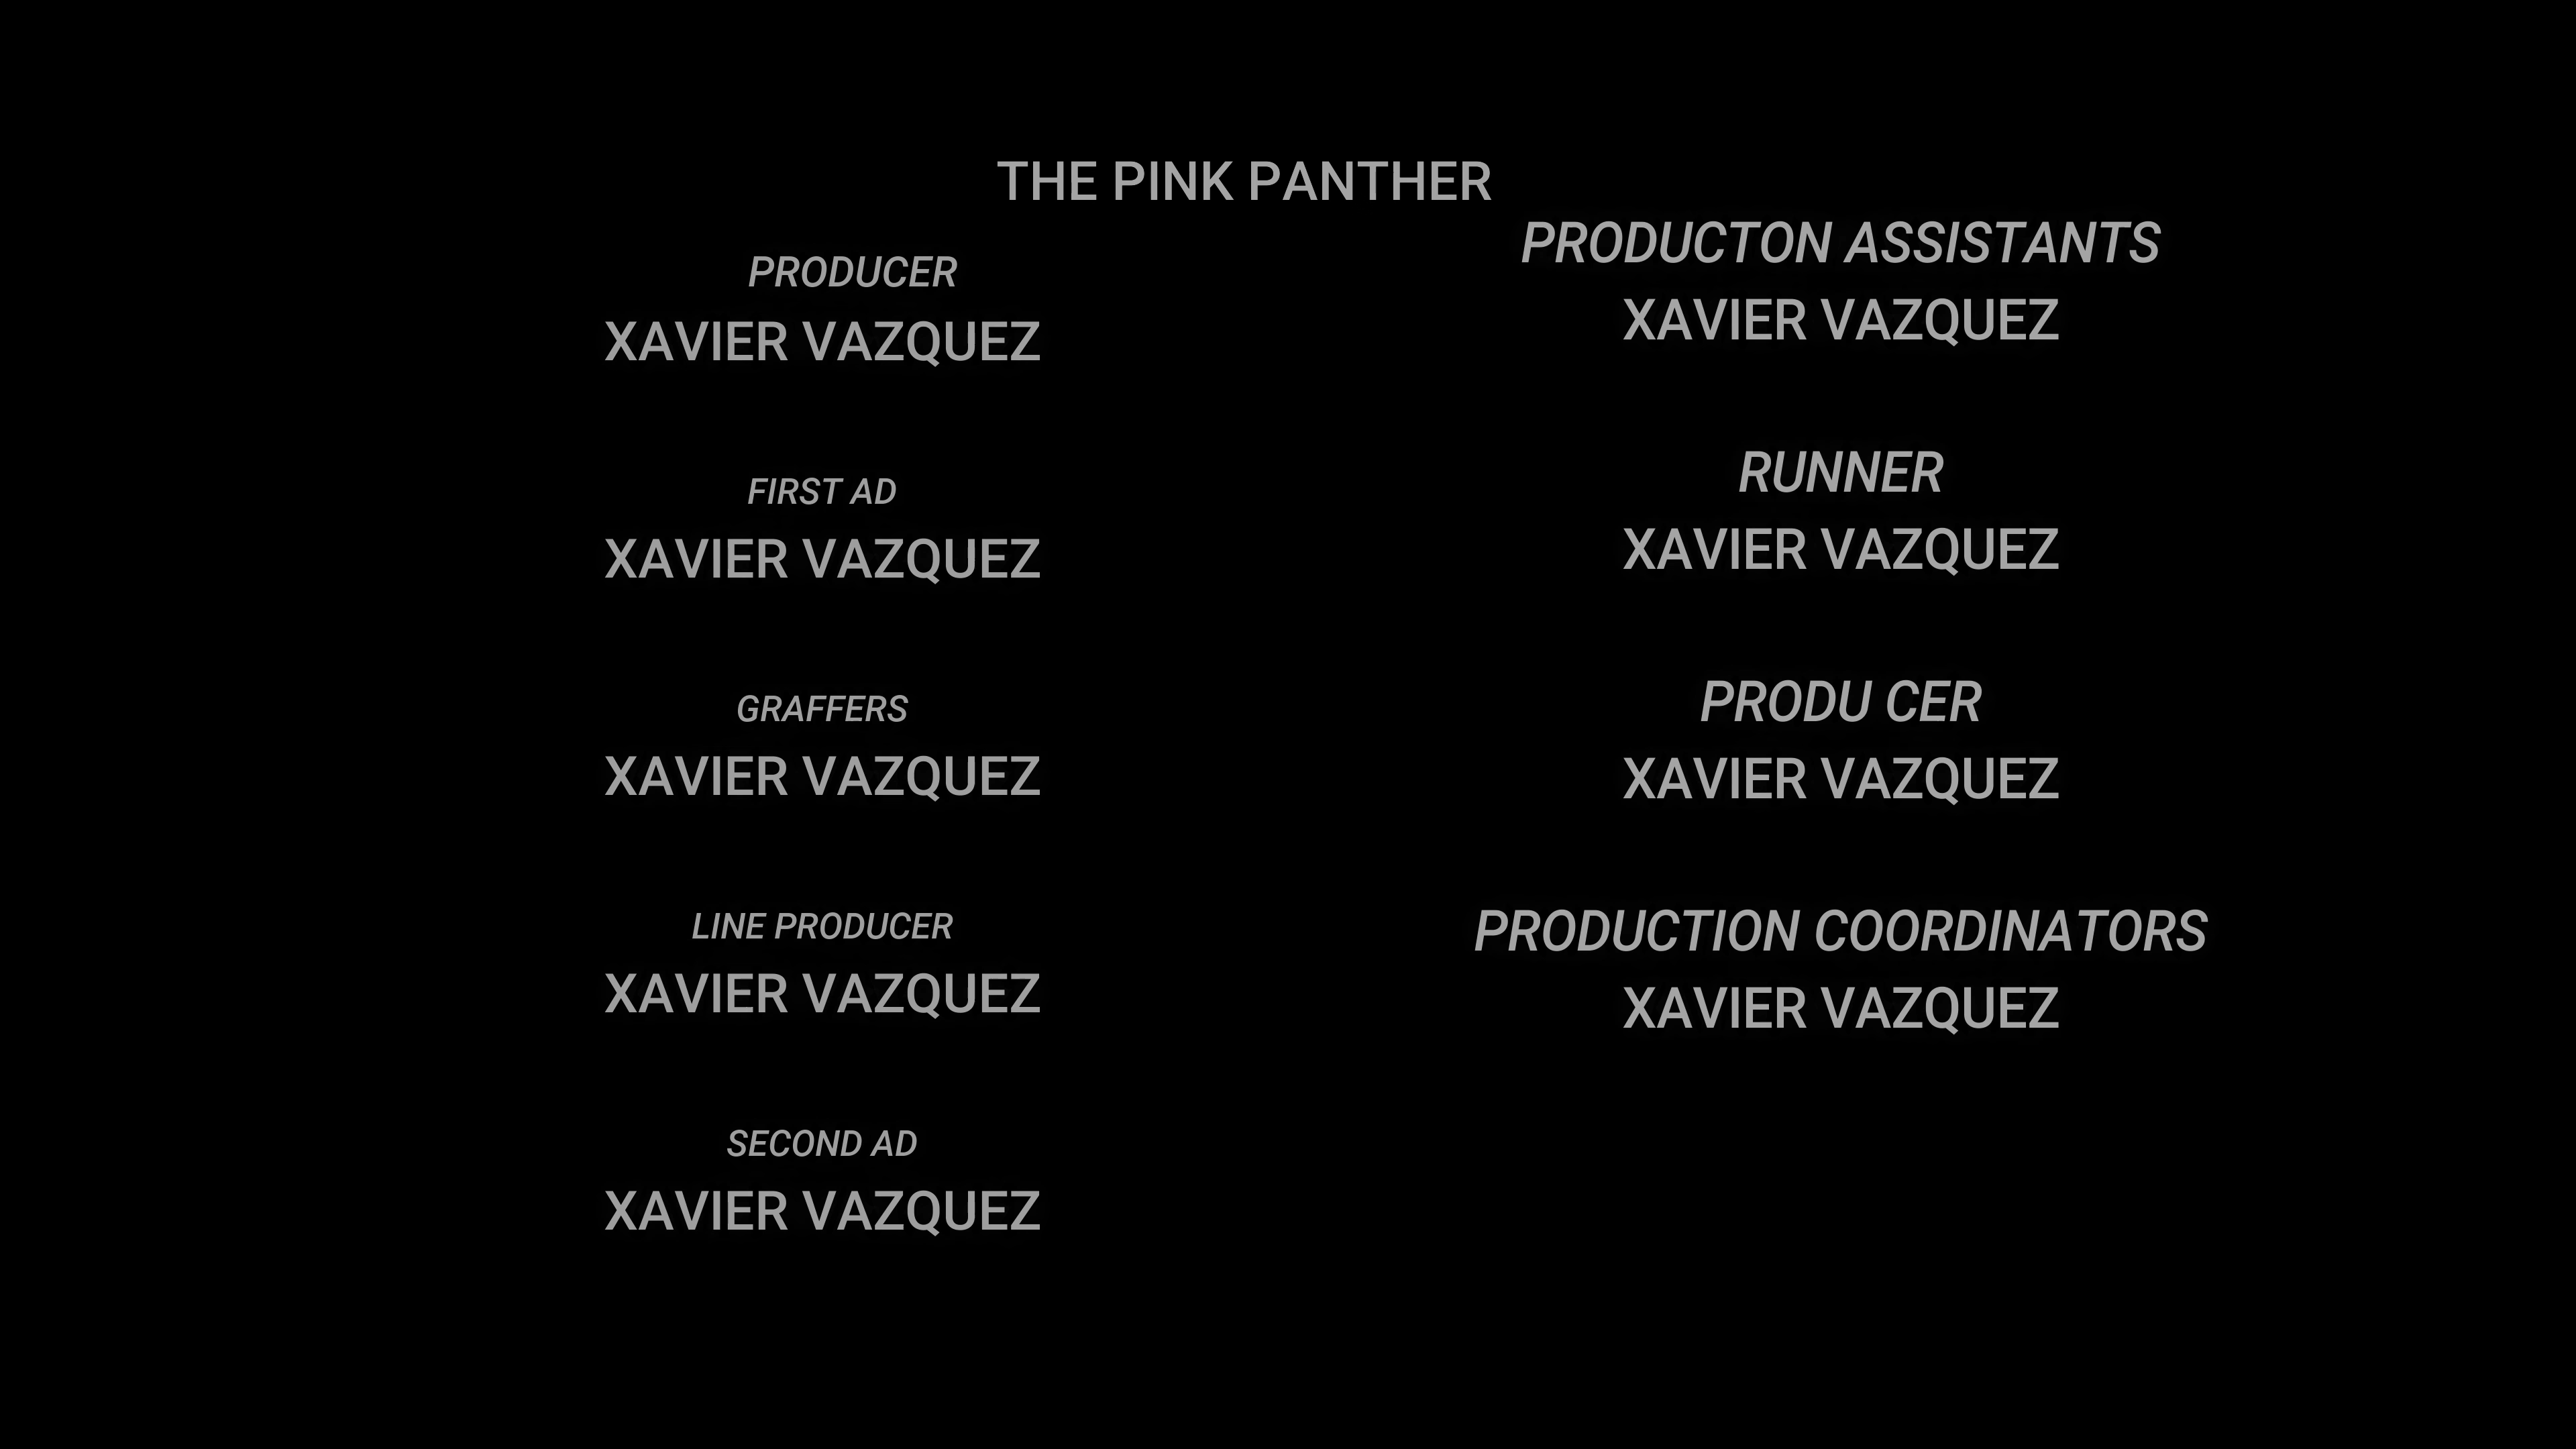 THE PINK PANTHER
PRODUCER
XAVIER VAZQUEZ
FIRST AD
XAVIER VAZQUEZ
GRAFFERS
XAVIER VAZQUEZ
LINE PRODUCER
XAVIER VAZQUEZ
SECOND AD
XAVIER VAZQUEZ
PRODUCTON ASSISTANTS
XAVIER VAZQUEZ
RUNNER
XAVIER VAZQUEZ
PRODU CER
XAVIER VAZQUEZ
PRODUCTION COORDINATORS
XAVIER VAZQUEZ